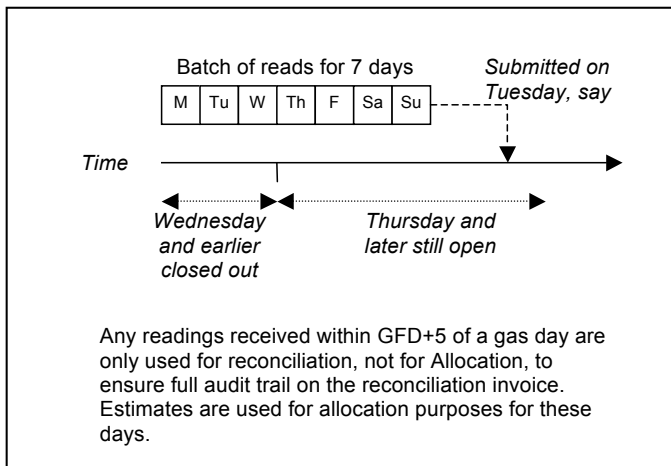 Batch of reads for 7 days
Submitted on
Tuesday, say
M Tu W Th F Sa Su
Time
Wednesday
and earlier
closed out
Thursday and
later still open
Any readings received within GFD+5 of a gas day are
only used for reconciliation, not for Allocation, to
ensure full audit trail on the reconciliation invoice.
Estimates are used for allocation purposes for these
days.